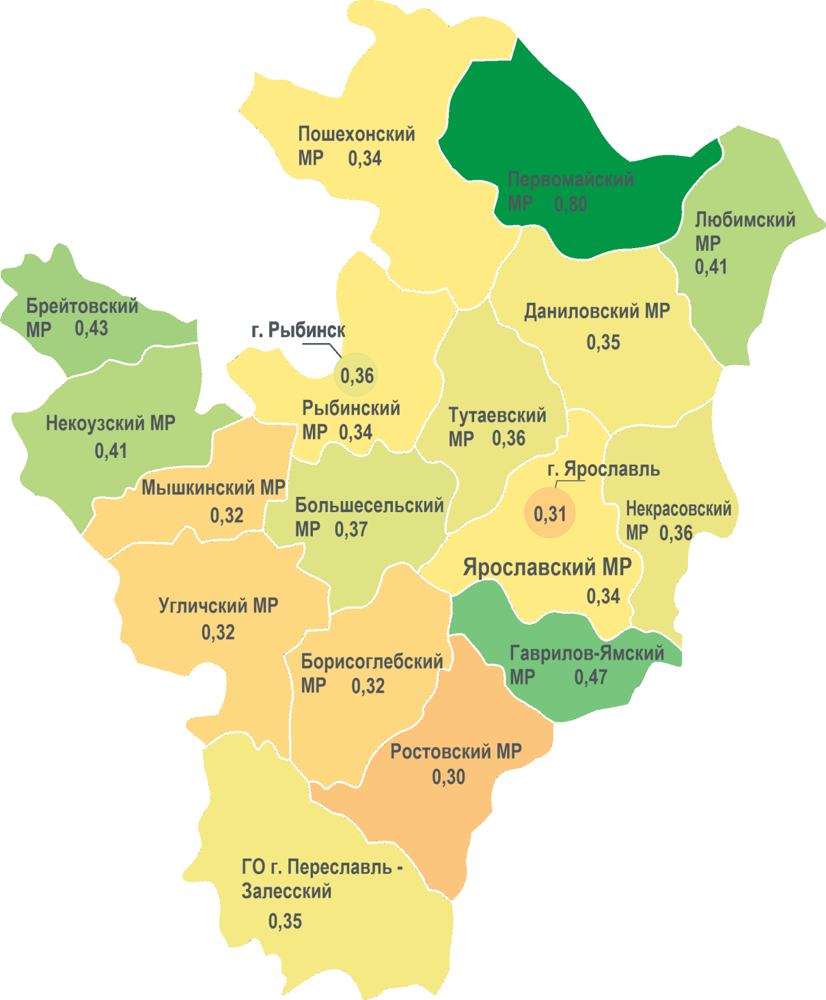 Пошехонский
МР 0,34
Первомайский
МР 0,80
Любимский
МР
0,41
Брейтовский
МР 0,43
Даниловский МР
0,35
г. Рыбинск
0,36
Рыбинский
МР 0,34
Некоузский МР
0,41
Тутаевский
МР 0,36
г. Ярославль
0,31
Мышкинский МР
0,32
Большесельский
МР 0,37
Некрасовский
МР 0,36
Ярославский МР
0,34
Угличский МР
0,32
Борисоглебский
МР 0,32
Гаврилов-Ямский
МР 0,47
Ростовский МР
0,30
ГО г. Переславль -
Залесский
0,35